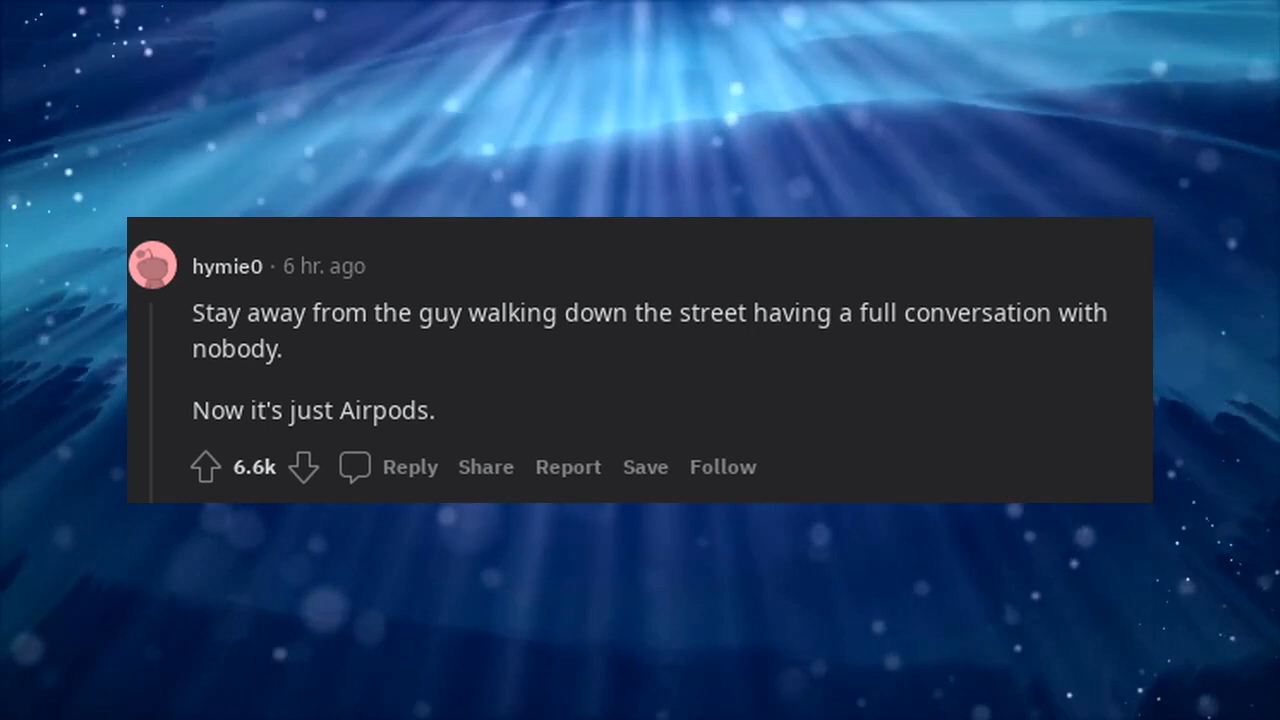 hymie0 · 6 hr. ago
Stay away from the guy walking down the street having a full conversation with
nobody.
Now it's just Airpods.
6.6k Reply Share Report Save Follow